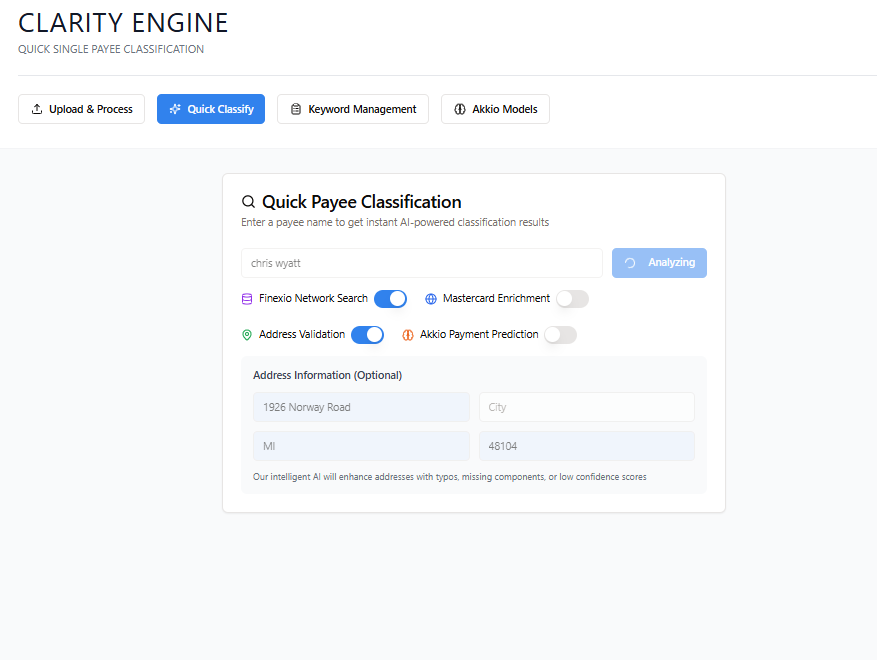 CLARITY ENGINE
QUICK SINGLE PAYEE CLASSIFICATION
Upload & Process Quick Classify Keyword Management Akkio Models
Quick Payee Classification
Enter a payee name to get instant AI-powered classification results
chris wyatt Analyzing
Finexio Network Search Mastercard Enrichment
Address Validation Akkio Payment Prediction
Address Information (Optional)
1926 Norway Road City
MI 48104
Our intelligent AI will enhance addresses with typos, missing components, or low confidence scores